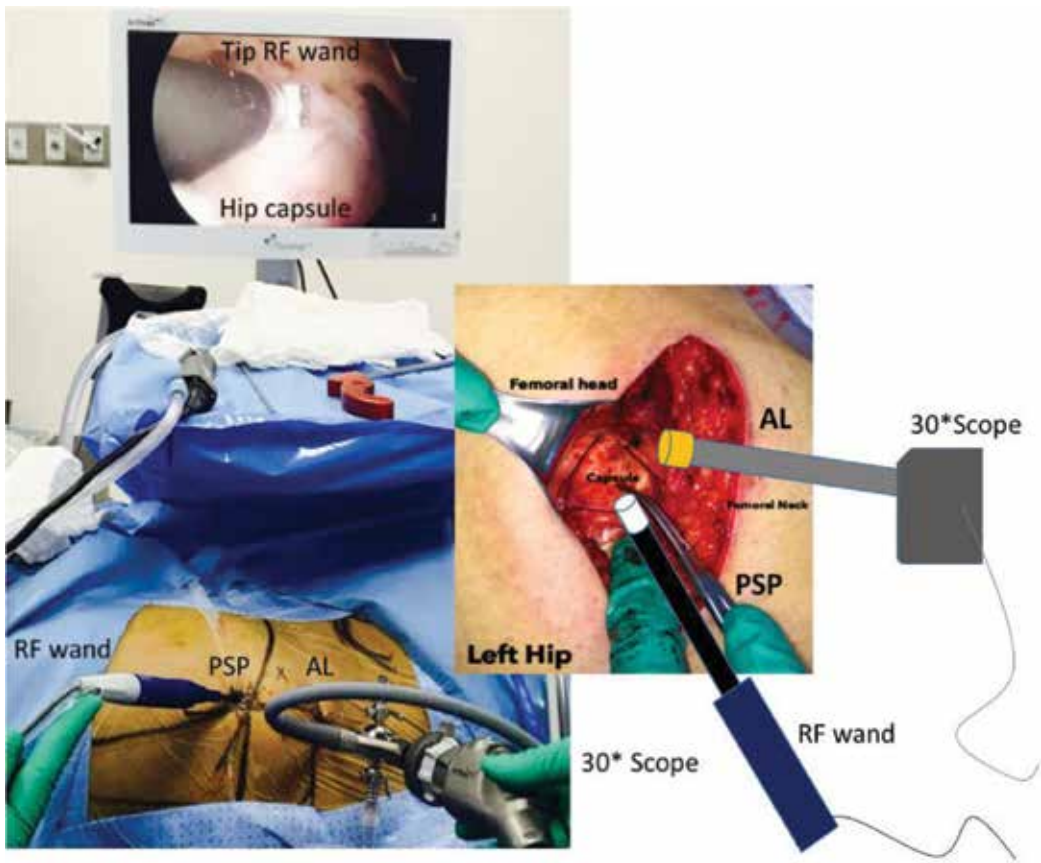 Tip RF wand
Hip capsule
3
Femoral head
AL
30*Scope
Capsule
Femoral Neck
PSP
Left Hip
RF wand
PSP
x
AL
RF wand
30* Scope